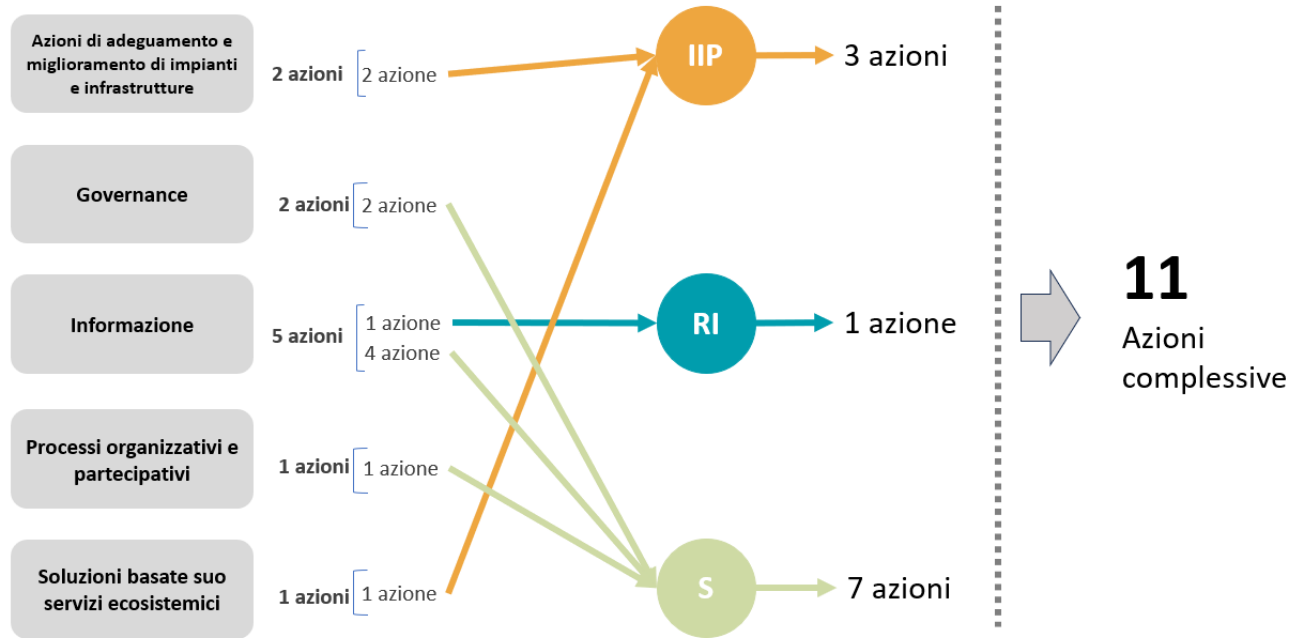 Azioni di adeguamento e
miglioramento di impianti
e infrastrutture
2 azioni
2 azione
IIP
3 azioni
Governance
2 azioni
2 azione
Informazione
5 azioni
1 azione
4 azione
RI
1 azione
11
Azioni
complessive
Processi organizzativi e
partecipativi
1 azioni
1 azione
Soluzioni basate suo
servizi ecosistemici
1 azioni
1 azione
S
7 azioni